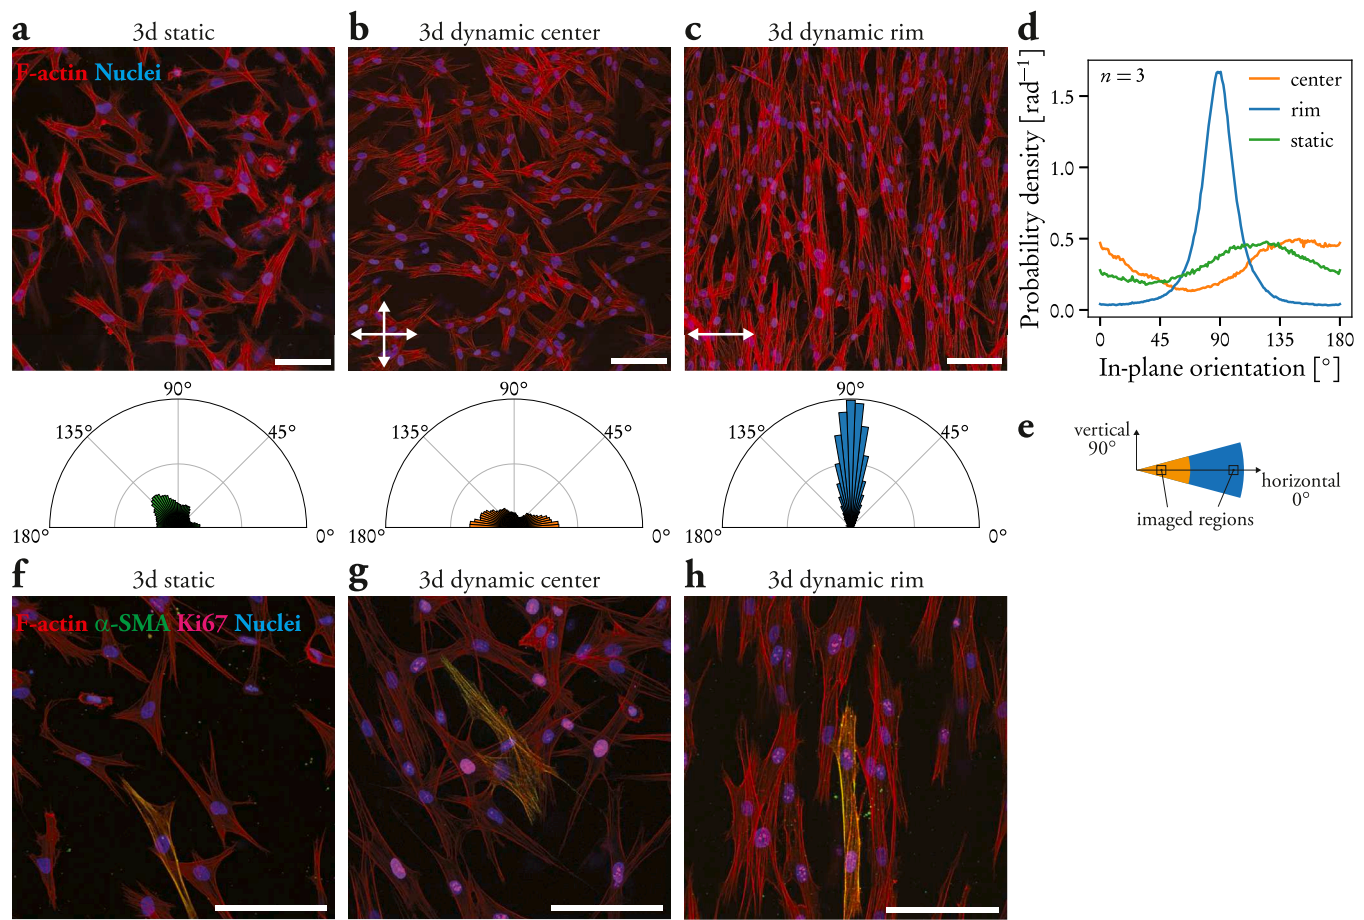 a
3d static
F-actin Nuclei
b
3d dynamic center
c
3d dynamic rim
d
n = 3
center
rim
static
Probability density [rad⁻¹]
1.5
1.0
0.5
0.0
0 45 90 135 180
In-plane orientation [°]
90°
135° 45°
180° 0°
90°
135° 45°
180° 0°
90°
135° 45°
180° 0°
e
vertical
90°
horizontal
0°
imaged regions
f
3d static
F-actin α-SMA Ki67 Nuclei
g
3d dynamic center
h
3d dynamic rim